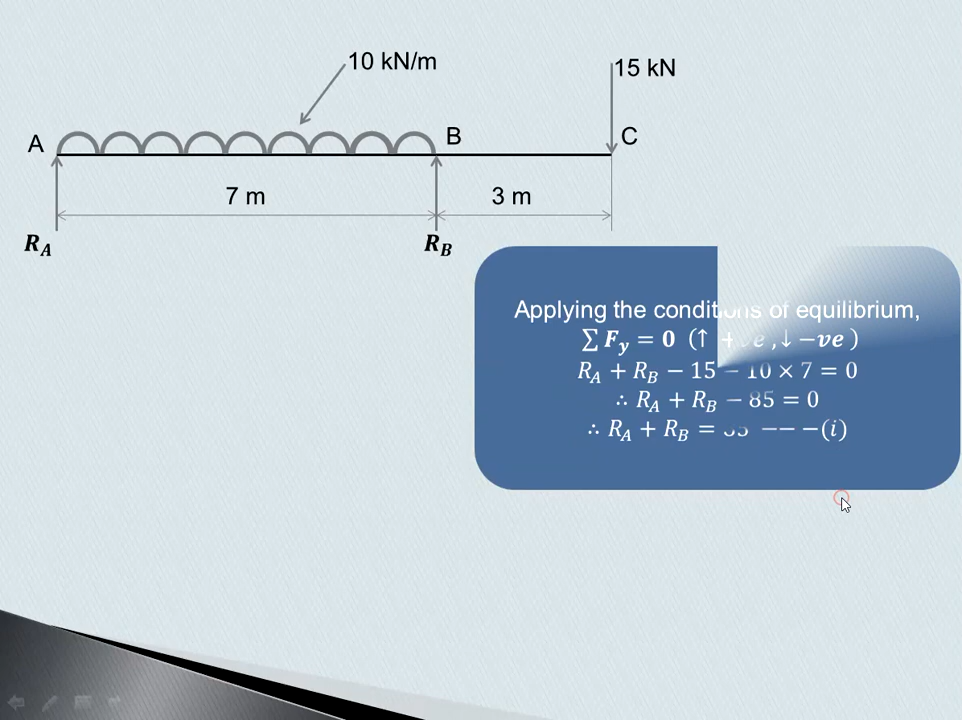 10 kN/m
15 kN
A
B
C
7 m
3 m
R_A
R_B
Applying the conditions of equilibrium,
∑ F_y = 0 (↑ +ve ,↓ −ve )
R_A + R_B − 15 − 10 × 7 = 0
∴ R_A + R_B − 85 = 0
∴ R_A + R_B = 85 −− −(i)